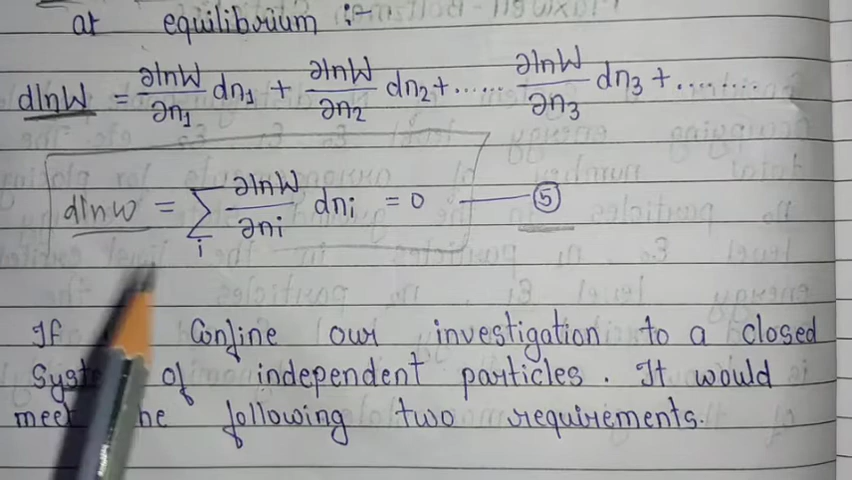 at equilibrium :-
dlnW = ∂lnW/∂n₁ dn₁ + ∂lnW/∂n₂ dn₂ + ...... ∂lnW/∂n₃ dn₃ + ........
dlnw = ∑ᵢ ∂lnW/∂nᵢ dnᵢ = 0 —— ⑤
If Confine our investigation to a closed
of independent particles. It would
following two requirements.